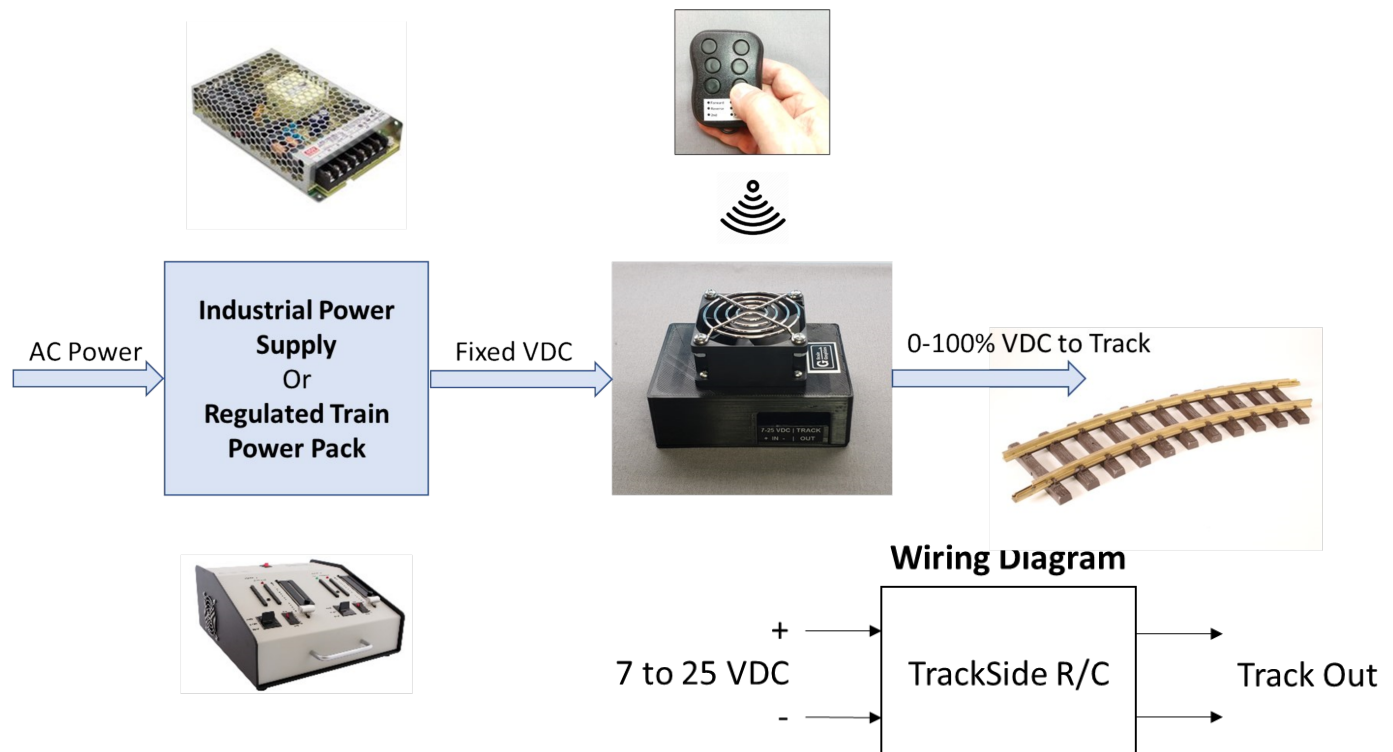 AC Power
Industrial Power
Supply
Or
Regulated Train
Power Pack
Fixed VDC
7-25 VDC | TRACK
+ IN - | OUT
G
0-100% VDC to Track
Wiring Diagram
+
7 to 25 VDC
-
TrackSide R/C
Track Out